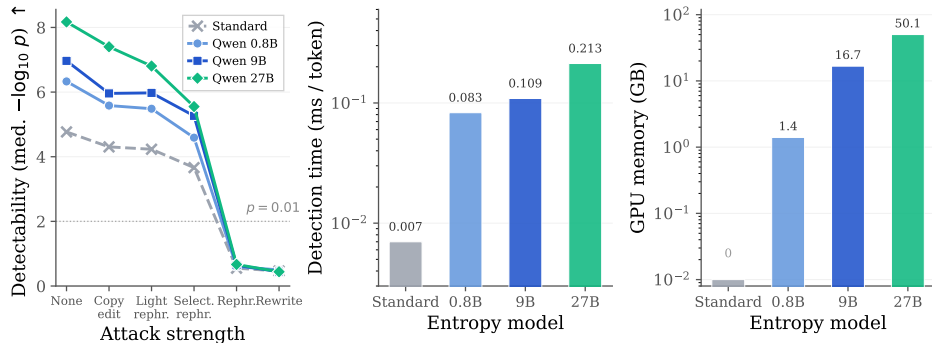 Detectability (med. −log₁₀ p) ↑
8
6
4
2
0
Standard
Qwen 0.8B
Qwen 9B
Qwen 27B
p = 0.01
None Copy edit Light rephr. Select. rephr. Rephr. Rewrite
Attack strength
Detection time (ms / token)
10⁻¹
10⁻²
0.007
0.083
0.109
0.213
Standard 0.8B 9B 27B
Entropy model
GPU memory (GB)
10²
10¹
10⁰
10⁻¹
10⁻²
0
1.4
16.7
50.1
Standard 0.8B 9B 27B
Entropy model